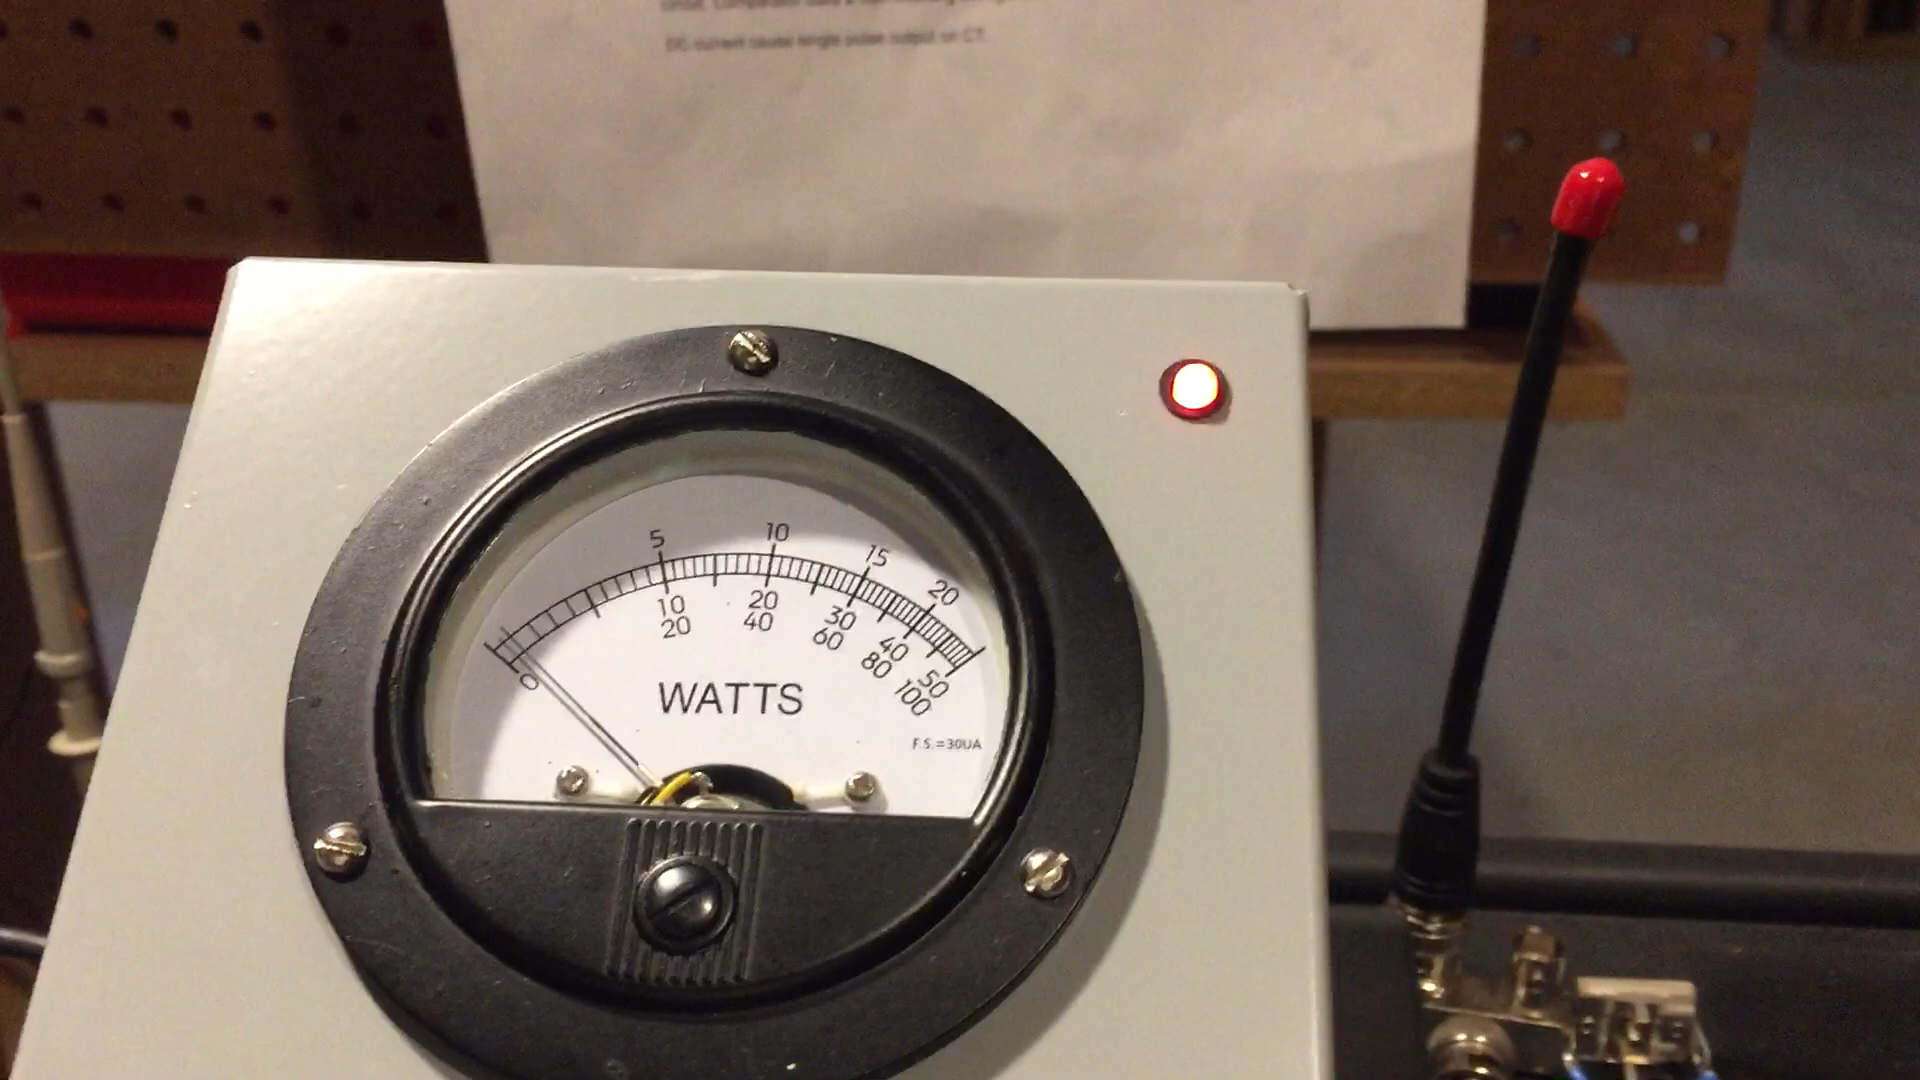 DC current cause single pulse output on CT.
5 10 15 20
0 10 20 30 40 50
20 40 60 80 100
WATTS
F.S.=30UA